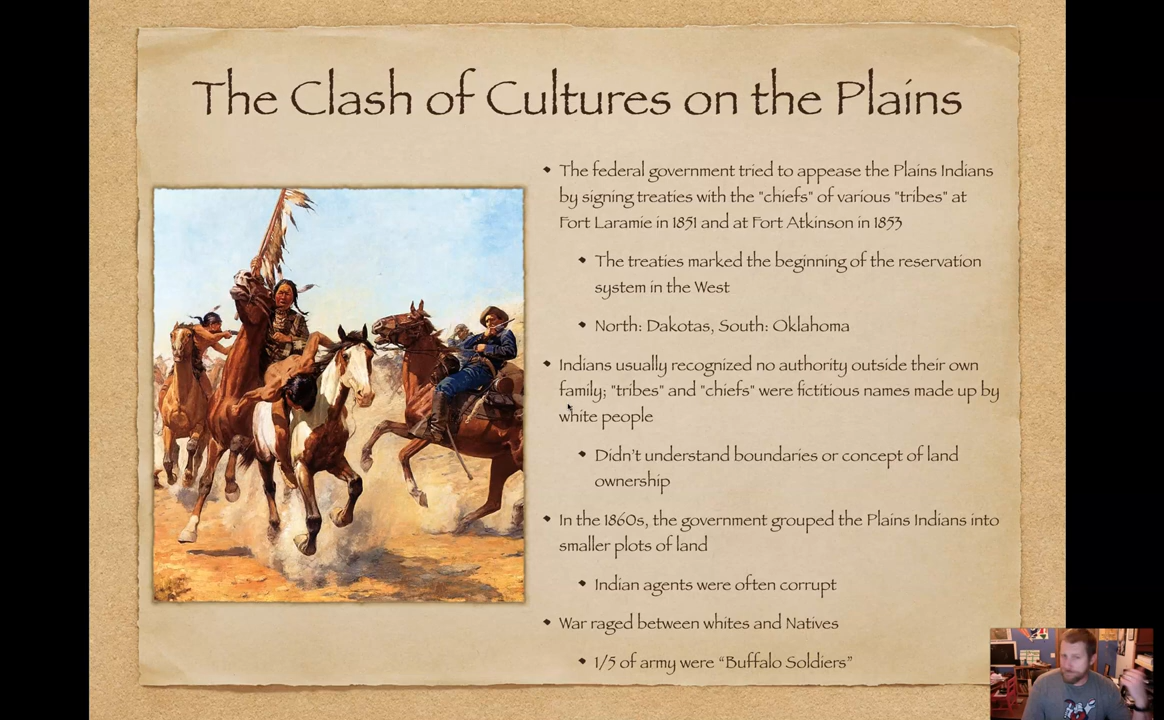 The Clash of Cultures on the Plains
• The federal government tried to appease the Plains Indians
by signing treaties with the "chiefs" of various "tribes" at
Fort Laramie in 1851 and at Fort Atkinson in 1853
• The treaties marked the beginning of the reservation
system in the West
• North: Dakotas, South: Oklahoma
• Indians usually recognized no authority outside their own
family; "tribes" and "chiefs" were fictitious names made up by
white people
• Didn't understand boundaries or concept of land
ownership
• In the 1860s, the government grouped the Plains Indians into
smaller plots of land
• Indian agents were often corrupt
• War raged between whites and Natives
• 1/5 of army were “Buffalo Soldiers”